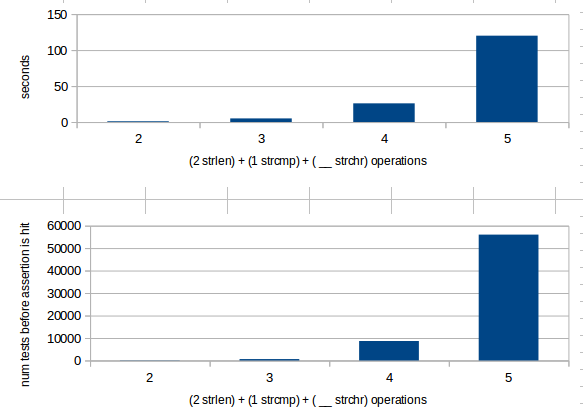 150
100
50
0
seconds
2 3 4 5
(2 strlen) + (1 strcmp) + ( __ strchr) operations
60000
50000
40000
30000
20000
10000
0
num tests before assertion is hit
2 3 4 5
(2 strlen) + (1 strcmp) + ( __ strchr) operations